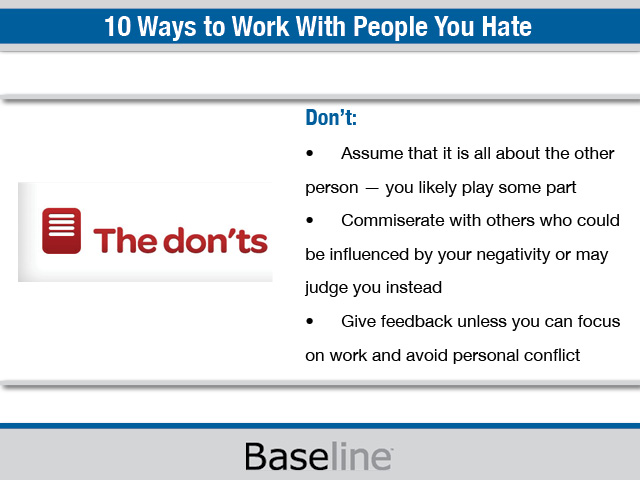 10 Ways to Work With People You Hate
The don'ts
Don't:
• Assume that it is all about the other
person — you likely play some part
• Commiserate with others who could
be influenced by your negativity or may
judge you instead
• Give feedback unless you can focus
on work and avoid personal conflict
Baseline